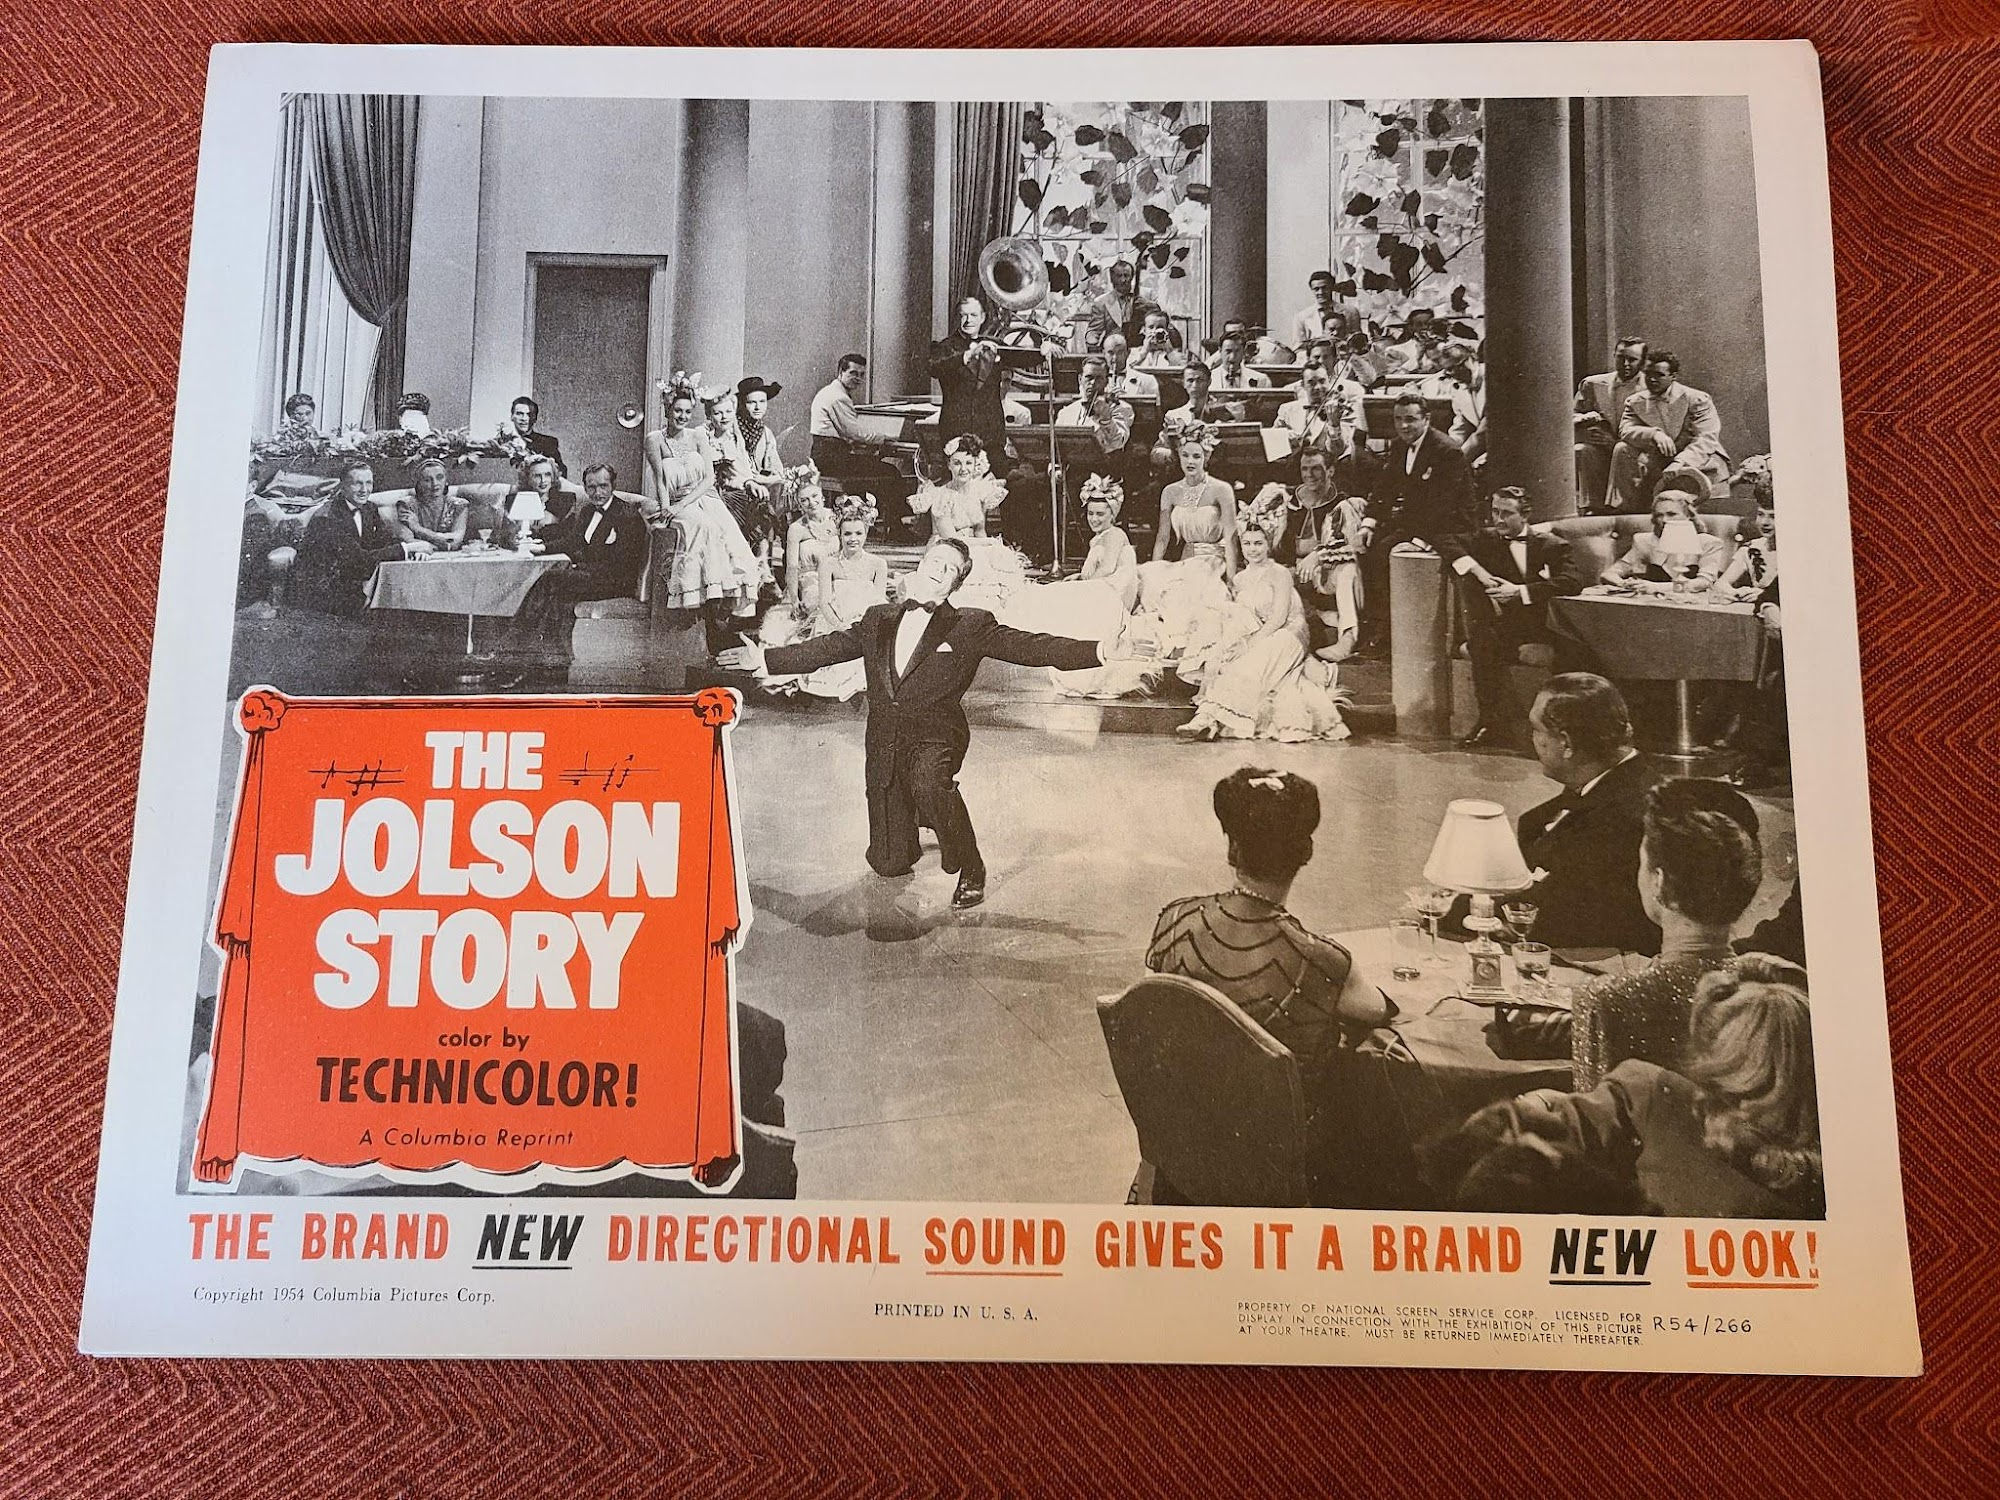 THE
JOLSON
STORY
color by
TECHNICOLOR!
A Columbia Reprint
THE BRAND NEW DIRECTIONAL SOUND GIVES IT A BRAND NEW LOOK!
Copyright 1954 Columbia Pictures Corp.
PRINTED IN U. S. A.
PROPERTY OF NATIONAL SCREEN SERVICE CORP. LICENSED FOR
DISPLAY IN CONNECTION WITH THE EXHIBITION OF THIS PICTURE
AT YOUR THEATRE. MUST BE RETURNED IMMEDIATELY THEREAFTER.
R54/266